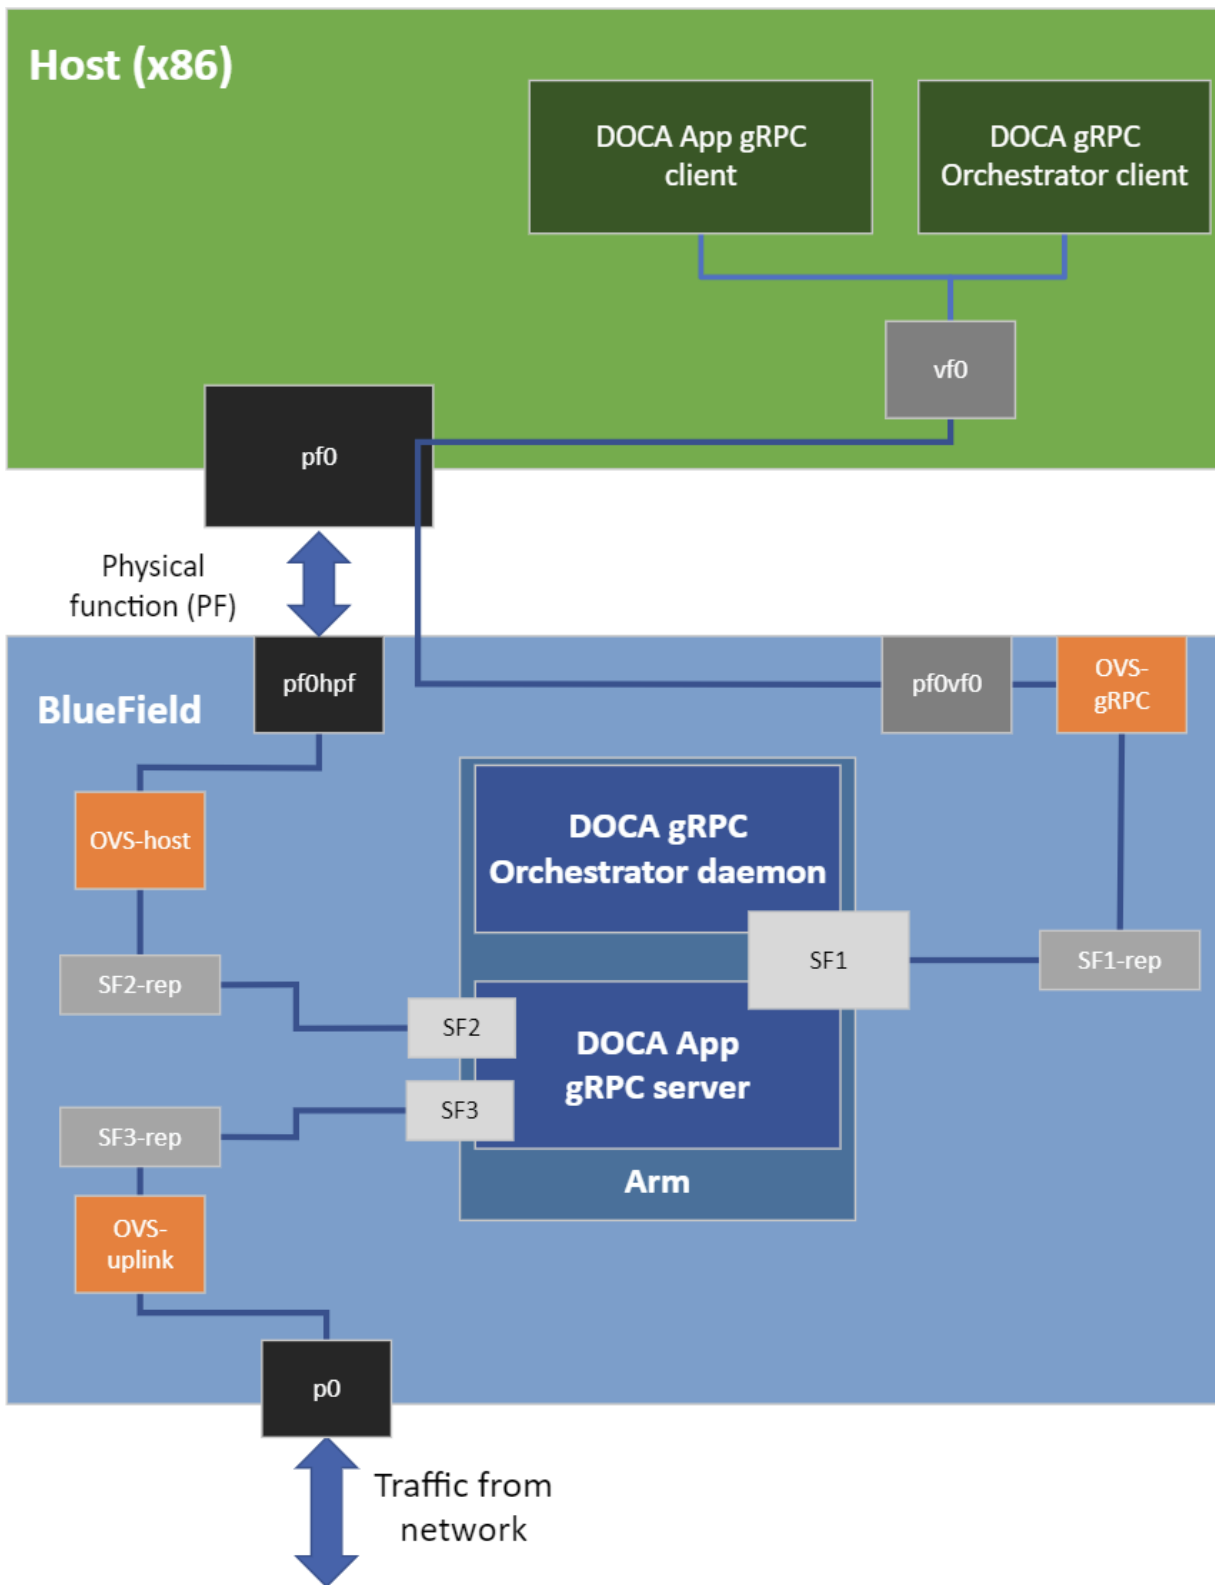 Host (x86)
DOCA App gRPC
client
DOCA gRPC
Orchestrator client
vf0
pf0
Physical
function (PF)
pf0hpf
pf0vf0
OVS-
gRPC
BlueField
OVS-host
DOCA gRPC
Orchestrator daemon
SF1
SF1-rep
SF2-rep
SF2
DOCA App
gRPC server
SF3
SF3-rep
Arm
OVS-
uplink
p0
Traffic from
network